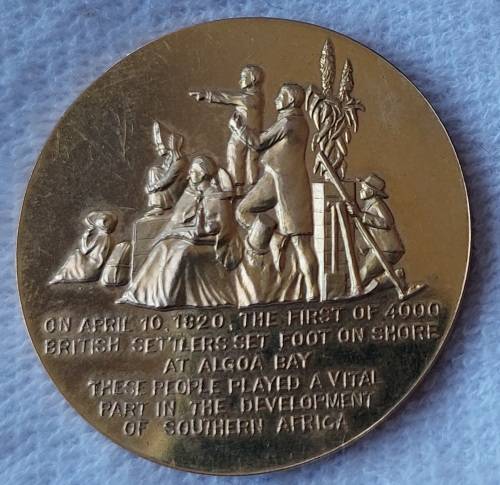 ON APRIL 10, 1820, THE FIRST OF 4000
BRITISH SETTLERS SET FOOT ON SHORE
AT ALGOA BAY
THESE PEOPLE PLAYED A VITAL
PART IN THE DEVELOPMENT
OF SOUTHERN AFRICA